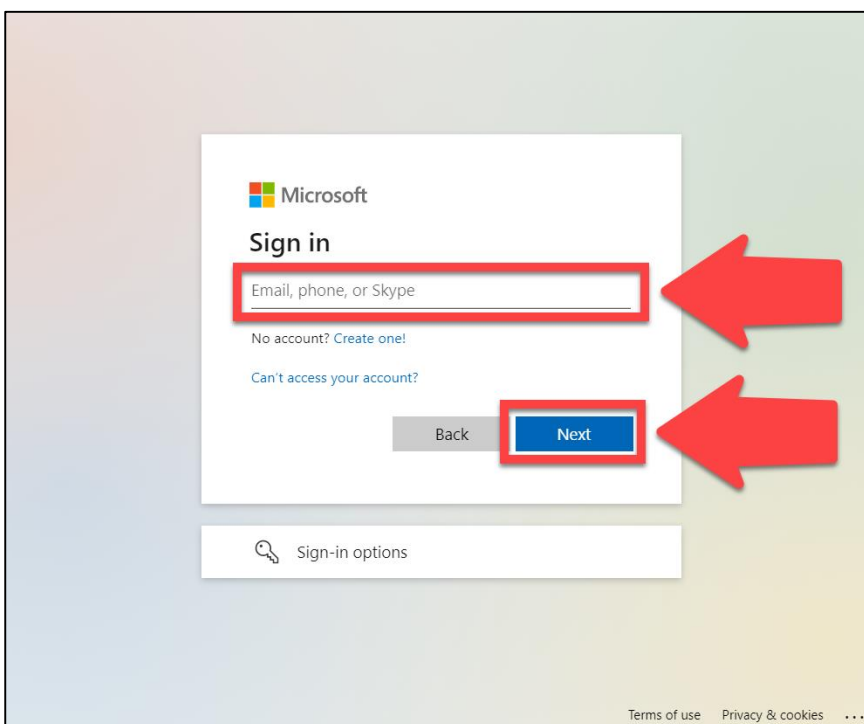 Microsoft
Sign in
Email, phone, or Skype
No account? Create one!
Can't access your account?
Back Next
Sign-in options
Terms of use Privacy & cookies ...